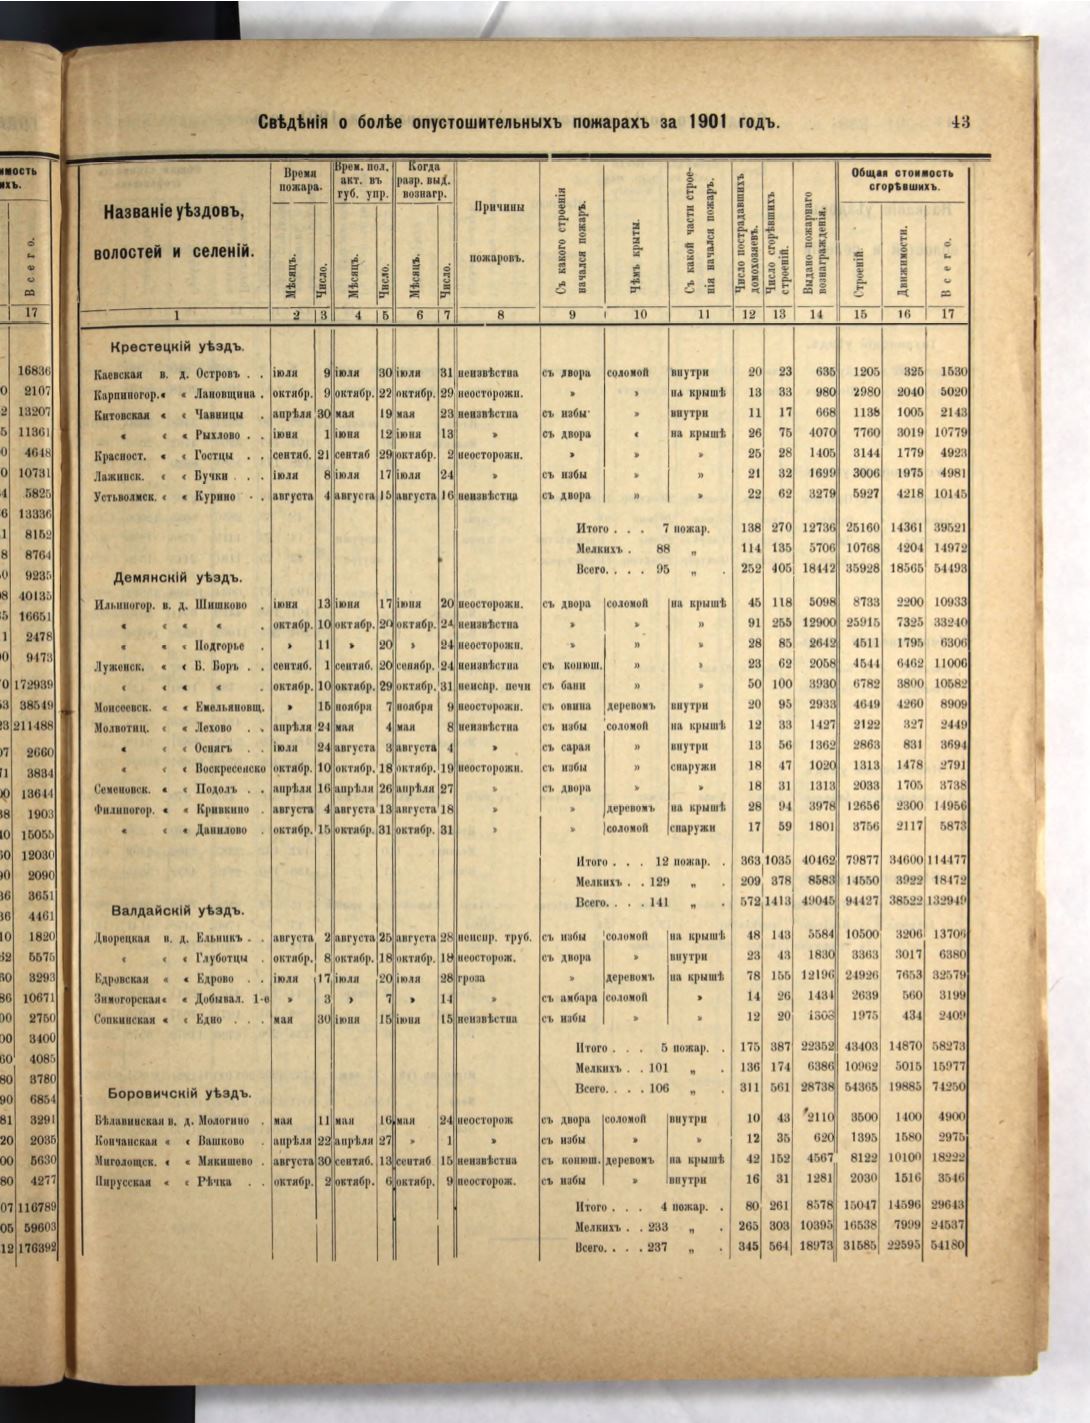 Свѣдѣнія о болѣе опустошительныхъ пожарахъ за 1901 годъ. 43
Названіе уѣздовъ, волостей и селеній. Время пожара. Врем. пол. акт. въ губ. упр. Когда разр. выд. вознагр. Причины пожаровъ. Съ какого строенія начался пожаръ. Чѣмъ крыты. Съ какой части строенія начался пожаръ. Число пострадавшихъ домохозяевъ. Число сгорѣвшихъ строеній. Выдано пожарнаго вознагражденія. Общая стоимость сгорѣвшихъ.
Мѣсяцъ. Число. Мѣсяцъ. Число. Мѣсяцъ. Число. Строеній. Движимости. Всего.
1 2 3 4 5 6 7 8 9 10 11 12 13 14 15 16 17
Крестецкій уѣздъ.
Каевская в. д. Островъ . . іюля 9 іюля 30 іюля 31 неизвѣстна съ двора соломой внутри 20 23 635 1205 325 1530
Карпиногор. « « Лановщина . октябр. 9 октябр. 22 октябр. 29 неосторожн. » » на крышѣ 13 33 980 2980 2040 5020
Китовская « « Чавницы . апрѣля 30 мая 19 мая 23 неизвѣстна съ избы » внутри 11 17 668 1138 1005 2143
« « « Рыхлово . . іюня 1 іюня 12 іюня 13 » съ двора « на крышѣ 26 75 4070 7760 3019 10779
Красност. « « Гостцы . . сентяб. 21 сентяб 29 октябр. 2 неосторожн. » » » 25 28 1405 3144 1779 4923
Лажинск. « « Бучки . . . іюля 8 іюля 17 іюля 24 » съ избы » » 21 32 1699 3006 1975 4981
Устьволмск. « « Курино . . августа 4 августа 15 августа 16 неизвѣстна съ двора » » 22 62 3279 5927 4218 10145
Итого . . . 7 пожар. 138 270 12736 25160 14361 39521
Мелкихъ . 88 „ 114 135 5706 10768 4204 14972
Всего. . . . 95 „ . 252 405 18442 35928 18565 54493
Демянскій уѣздъ.
Ильиногор. в. д. Шишково . іюня 13 іюня 17 іюня 20 неосторожн. съ двора соломой на крышѣ 45 118 5098 8733 2200 10933
« « « « . октябр. 10 октябр. 20 октябр. 24 неизвѣстна » » » 91 255 12900 25915 7325 33240
« « « Подгорье . » 11 » 20 » 24 неосторожн. » » » 28 85 2642 4511 1795 6306
Луженск. « « Б. Боръ . . сентяб. 1 сентяб. 20 сенябр. 24 неизвѣстна съ конюш. » » 23 62 2058 4544 6462 11006
« « « « . октябр. 10 октябр. 29 октябр. 31 неиспр. печи съ бани » » 50 100 3930 6782 3800 10582
Моисеевск. « « Емельяновщ. » 15 ноября 7 ноября 9 неосторожн. съ овина деревомъ внутри 20 95 2933 4649 4260 8909
Молвотиц. « « Лехово . . апрѣля 24 мая 4 мая 8 неизвѣстна съ избы соломой на крышѣ 12 33 1427 2122 327 2449
« « « Оснягъ . . іюля 24 августа 3 августа 4 » съ сарая » внутри 13 56 1362 2863 831 3694
« « « Воскресенско октябр. 10 октябр. 18 октябр. 19 неосторожн. съ избы » снаружи 18 47 1020 1313 1478 2791
Семеновск. « « Подолъ . . апрѣля 16 апрѣля 26 апрѣля 27 » съ двора » » 18 31 1313 2033 1705 3738
Филипогор. « « Кривкино . августа 4 августа 13 августа 18 » » деревомъ на крышѣ 28 94 3978 12656 2300 14956
« « « Данилово . октябр. 15 октябр. 31 октябр. 31 » » соломой снаружи 17 59 1801 3756 2117 5873
Итого . . . 12 пожар. . 363 1035 40462 79877 34600 114477
Мелкихъ . . 129 „ . 209 378 8583 14550 3922 18472
Всего. . . . 141 „ . 572 1413 49045 94427 38522 132949
Валдайскій уѣздъ.
Дворецкая в. д. Ельникъ . . августа 2 августа 25 августа 28 неиспр. труб. съ избы соломой на крышѣ 48 143 5584 10500 3206 13706
« « « Глуботцы . октябр. 8 октябр. 18 октябр. 18 неосторож. съ двора » внутри 23 43 1830 3363 3017 6380
Едровская « « Едрово . . іюля 17 іюля 20 іюля 28 гроза » деревомъ на крышѣ 78 155 12196 24926 7653 32579
Зимогорская « « Добывал. 1-е » 3 » 7 » 14 » съ амбара соломой » 14 26 1434 2639 560 3199
Сопкинская « « Едно . . . мая 30 іюня 15 іюня 15 неизвѣстна съ избы » » 12 20 1308 1975 434 2409
Итого . . . 5 пожар. . 175 387 22352 43403 14870 58273
Мелкихъ . . 101 „ . 136 174 6386 10962 5015 15977
Всего. . . . 106 „ . 311 561 28738 54365 19885 74250
Боровичскій уѣздъ.
Бѣлавинская в. д. Мологино . мая 11 мая 16 мая 24 неосторож съ двора соломой внутри 10 43 2110 3500 1400 4900
Кончанская « « Вашково . апрѣля 22 апрѣля 27 » 1 » съ избы » » 12 35 620 1395 1580 2975
Миголощск. « « Мякишево . августа 30 сентяб. 13 сентяб 15 неизвѣстна съ конюш. деревомъ на крышѣ 42 152 4567 8122 10100 18222
Пирусская « « Рѣчка . . октябр. 2 октябр. 6 октябр. 9 неосторож. съ избы » внутри 16 31 1281 2030 1516 3546
Итого . . . 4 пожар. . 80 261 8578 15047 14596 29643
Мелкихъ . . 233 „ . 265 303 10395 16538 7999 24537
Всего. . . . 237 „ . 345 564 18973 31585 22595 54180